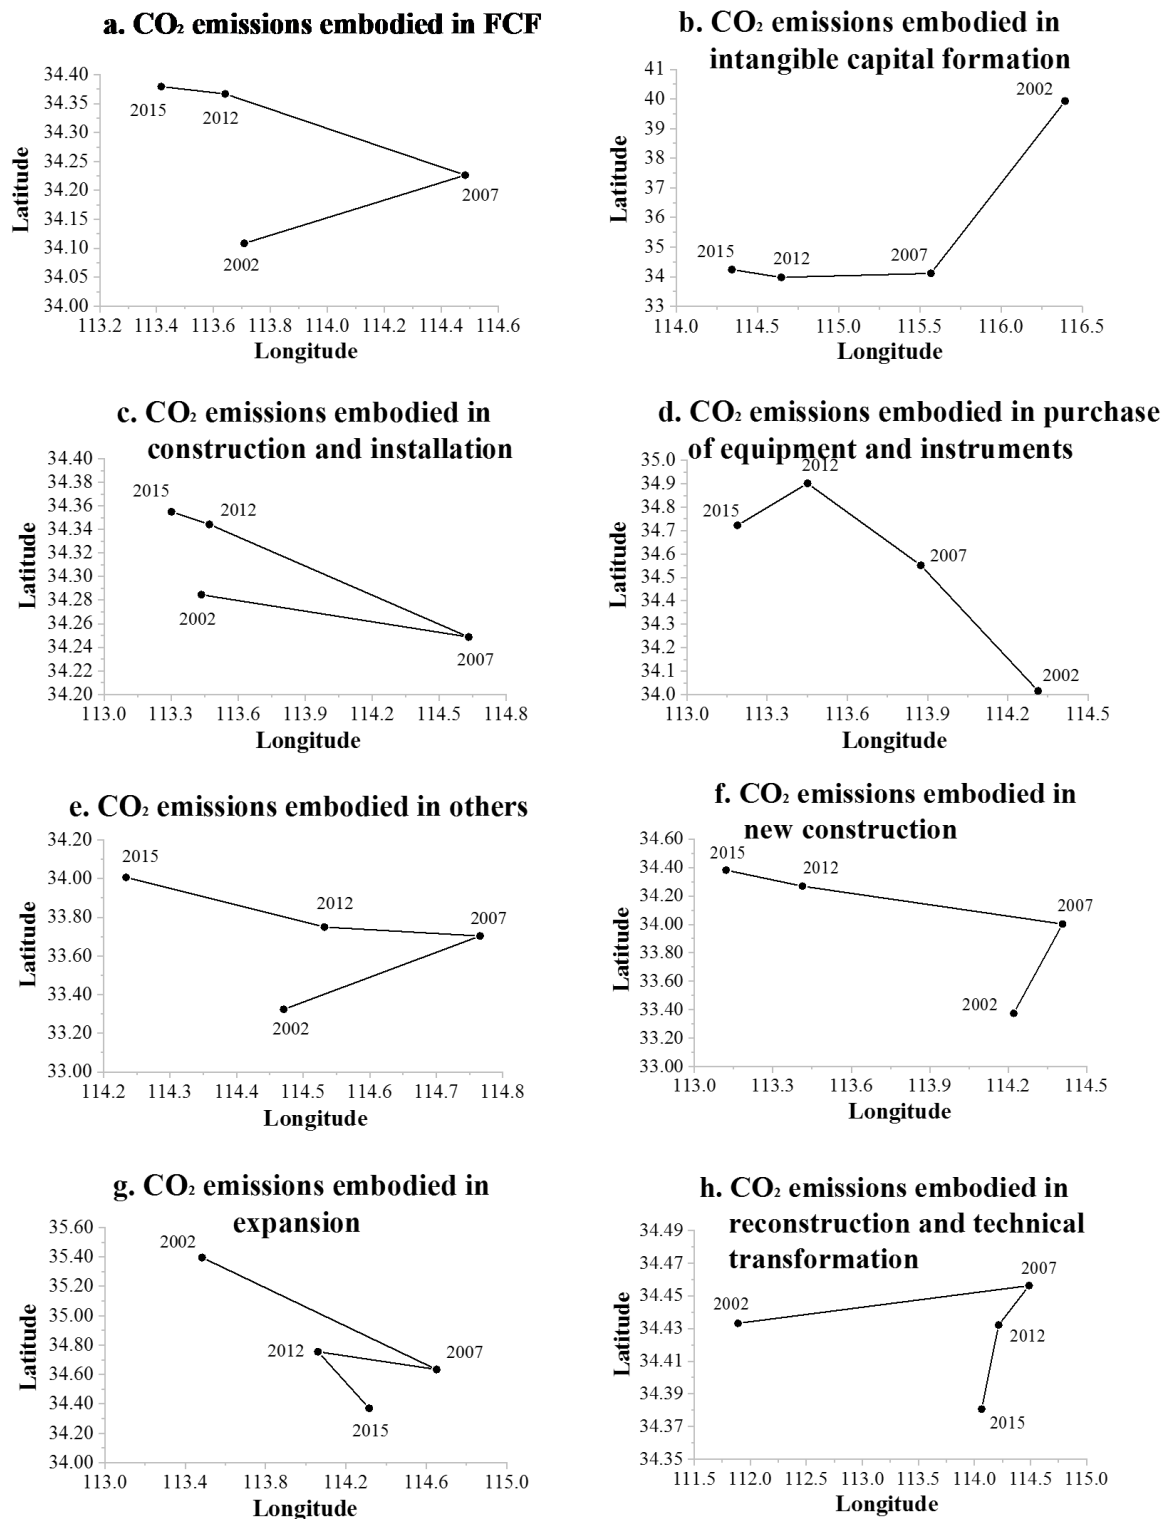 a. CO₂ emissions embodied in FCF
34.40
34.35
34.30
34.25
34.20
34.15
34.10
34.05
34.00
Latitude
2015
2012
2007
2002
113.2 113.4 113.6 113.8 114.0 114.2 114.4 114.6
Longitude
b. CO₂ emissions embodied in
intangible capital formation
41
40
39
38
37
36
35
34
33
Latitude
2002
2015
2012
2007
114.0 114.5 115.0 115.5 116.0 116.5
Longitude
c. CO₂ emissions embodied in
construction and installation
34.40
34.38
34.36
34.34
34.32
34.30
34.28
34.26
34.24
34.22
34.20
Latitude
2015
2012
2002
2007
113.0 113.3 113.6 113.9 114.2 114.6 114.8
Longitude
d. CO₂ emissions embodied in purchase
of equipment and instruments
35.0
34.9
34.8
34.7
34.6
34.5
34.4
34.3
34.2
34.1
34.0
Latitude
2012
2015
2007
2002
113.0 113.3 113.6 113.9 114.2 114.5
Longitude
e. CO₂ emissions embodied in others
34.20
34.00
33.80
33.60
33.40
33.20
33.00
Latitude
2015
2012
2007
2002
114.2 114.3 114.4 114.5 114.6 114.7 114.8
Longitude
f. CO₂ emissions embodied in
new construction
34.60
34.40
34.20
34.00
33.80
33.60
33.40
33.20
33.00
Latitude
2015
2012
2007
2002
113.0 113.3 113.6 113.9 114.2 114.5
Longitude
g. CO₂ emissions embodied in
expansion
35.60
35.40
35.20
35.00
34.80
34.60
34.40
34.20
34.00
Latitude
2002
2012
2007
2015
113.0 113.4 113.8 114.2 114.6 115.0
Longitude
h. CO₂ emissions embodied in
reconstruction and technical
transformation
34.49
34.47
34.45
34.43
34.41
34.39
34.37
34.35
Latitude
2007
2002
2012
2015
111.5 112.0 112.5 113.0 113.5 114.0 114.5 115.0
Longitude